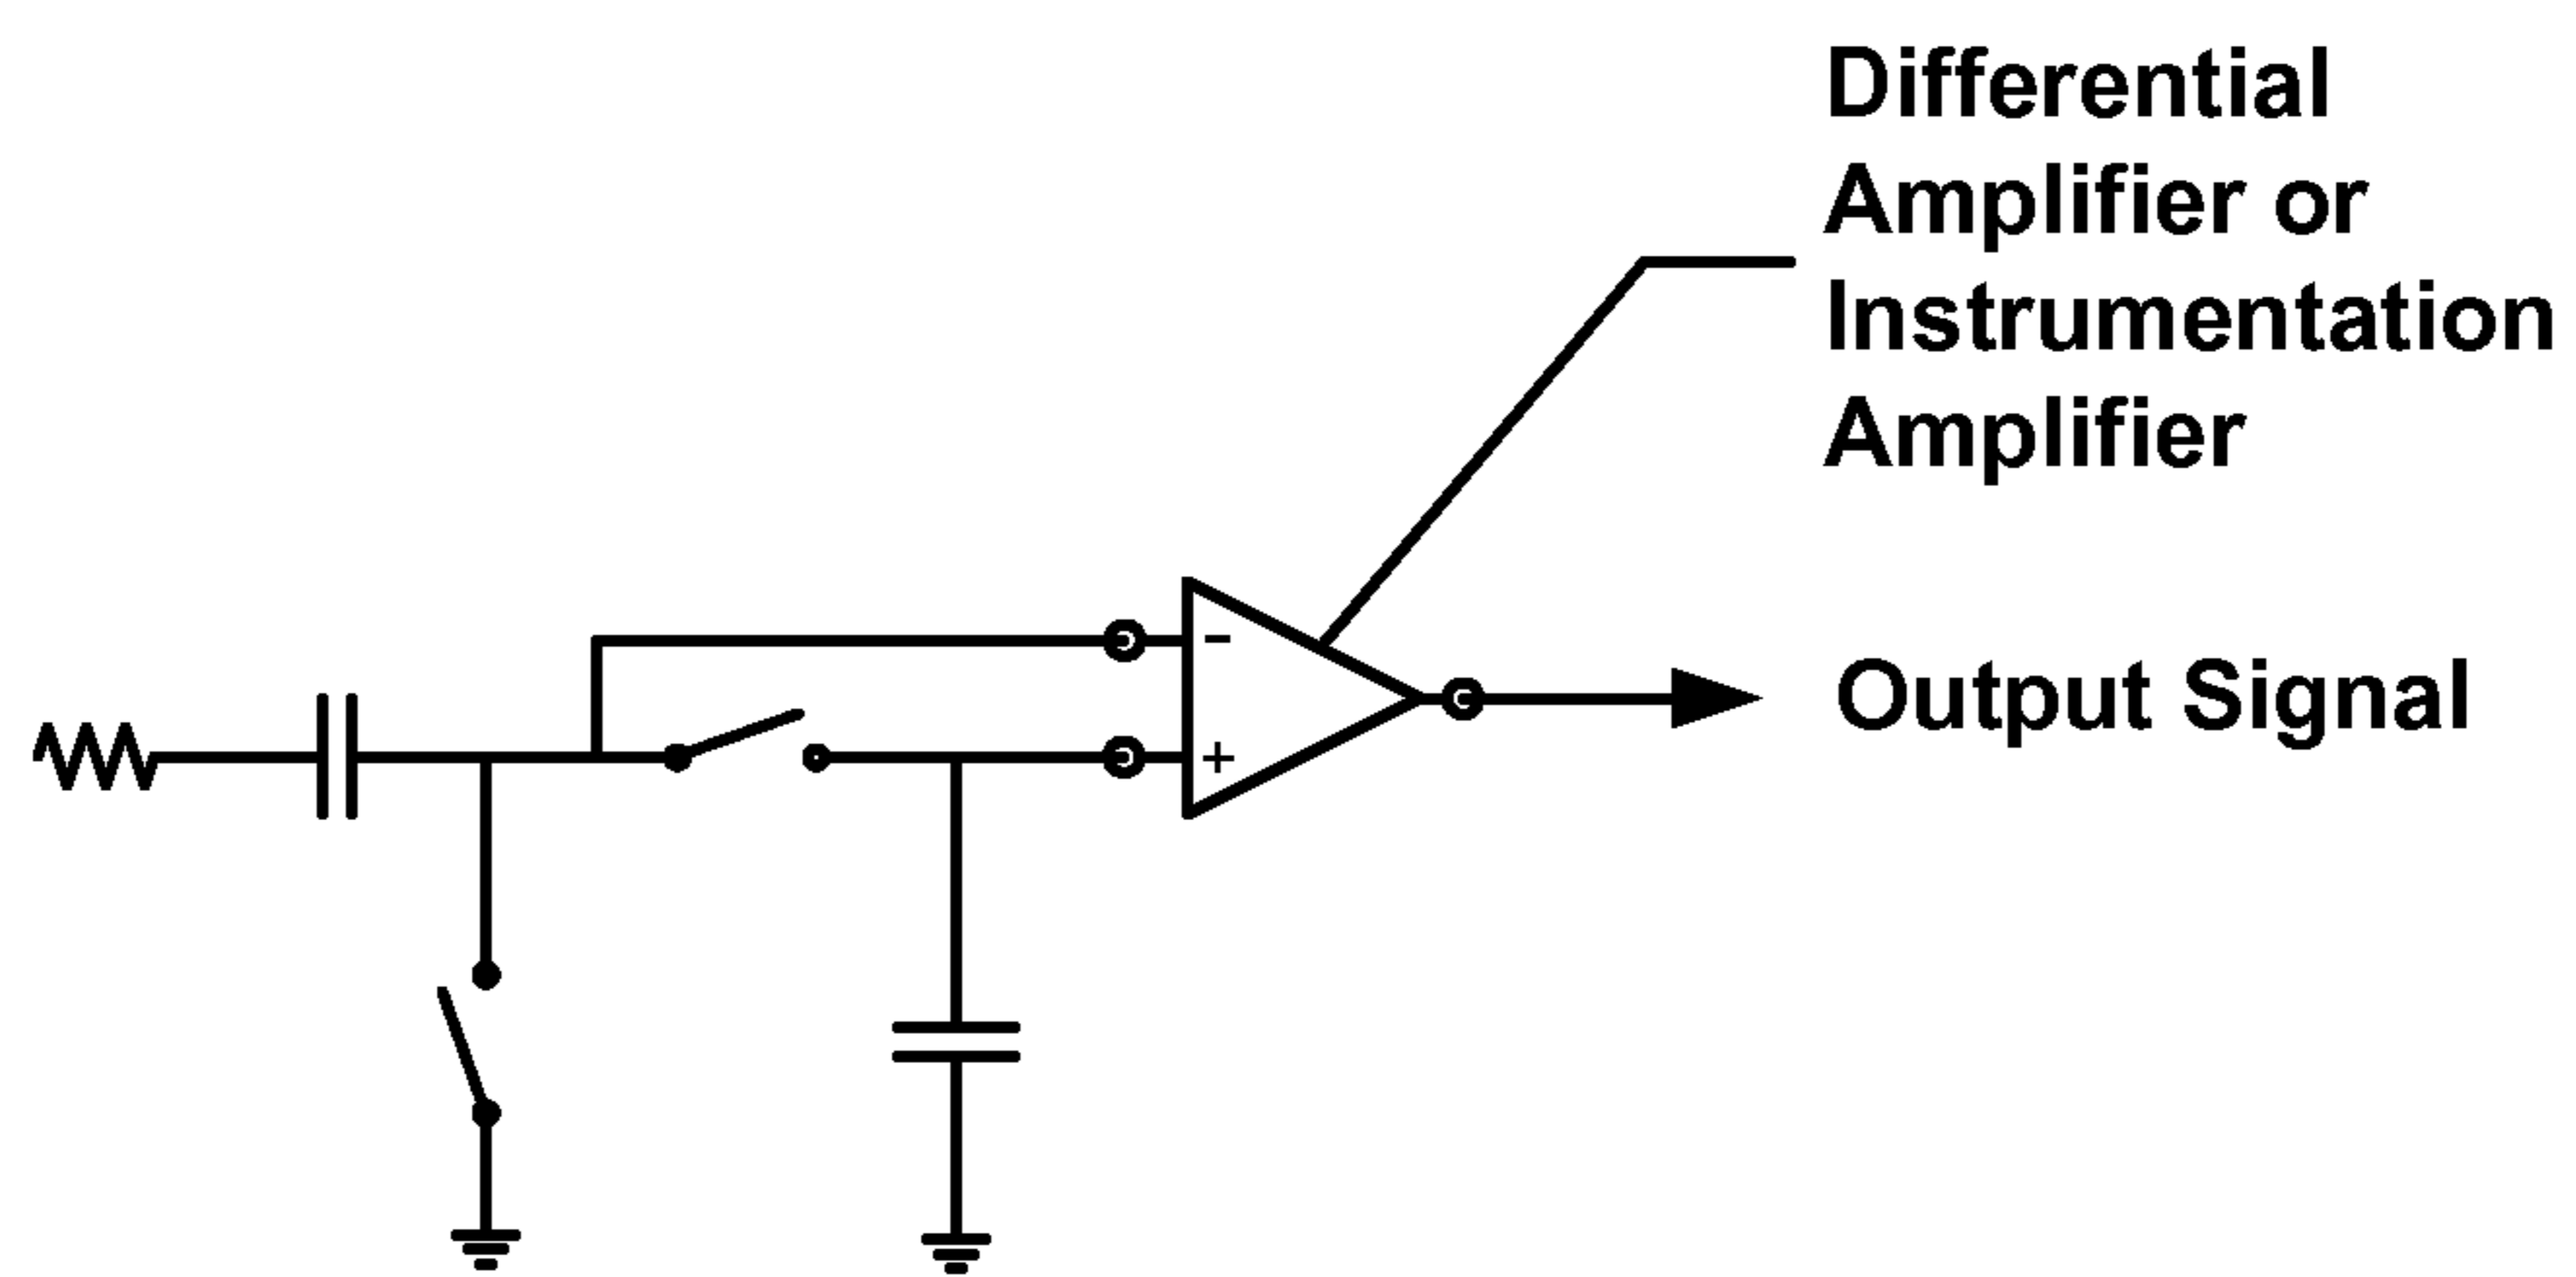 Differential
Amplifier or
Instrumentation
Amplifier
-
+
Output Signal